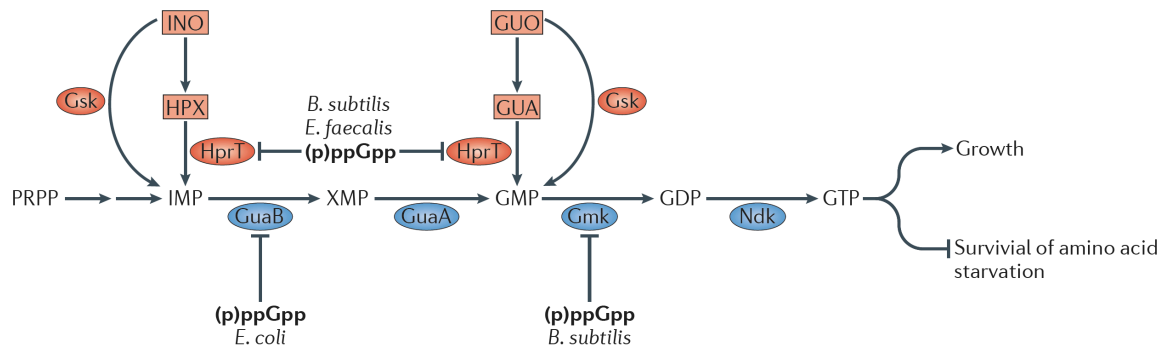 INO
GUO
Gsk
HPX
B. subtilis
E. faecalis
(p)ppGpp
GUA
Gsk
HprT
HprT
Growth
PRPP
IMP
XMP
GMP
GDP
GTP
GuaB
GuaA
Gmk
Ndk
Survivial of amino acid
starvation
(p)ppGpp
E. coli
(p)ppGpp
B. subtilis